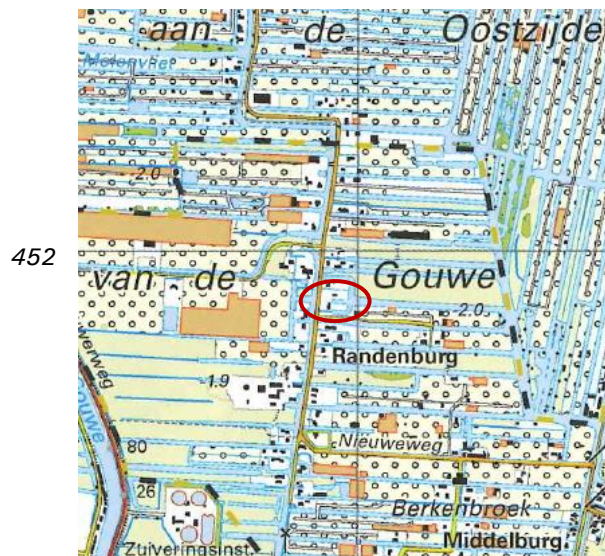 aan de Oostzijde
Molenvliet
-2.0
452
van de Gouwe
-2.0
Randenburg
-1.9
Gouwe
80
Nieuweweg
26
Berkenbroek
Zuiveringsinst.
Middelburg